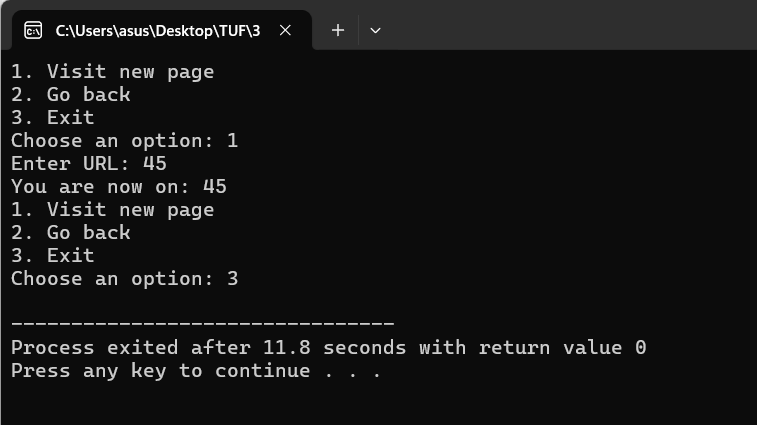 C:\Users\asus\Desktop\TUF\3
1. Visit new page
2. Go back
3. Exit
Choose an option: 1
Enter URL: 45
You are now on: 45
1. Visit new page
2. Go back
3. Exit
Choose an option: 3
--------------------------------
Process exited after 11.8 seconds with return value 0
Press any key to continue . . .